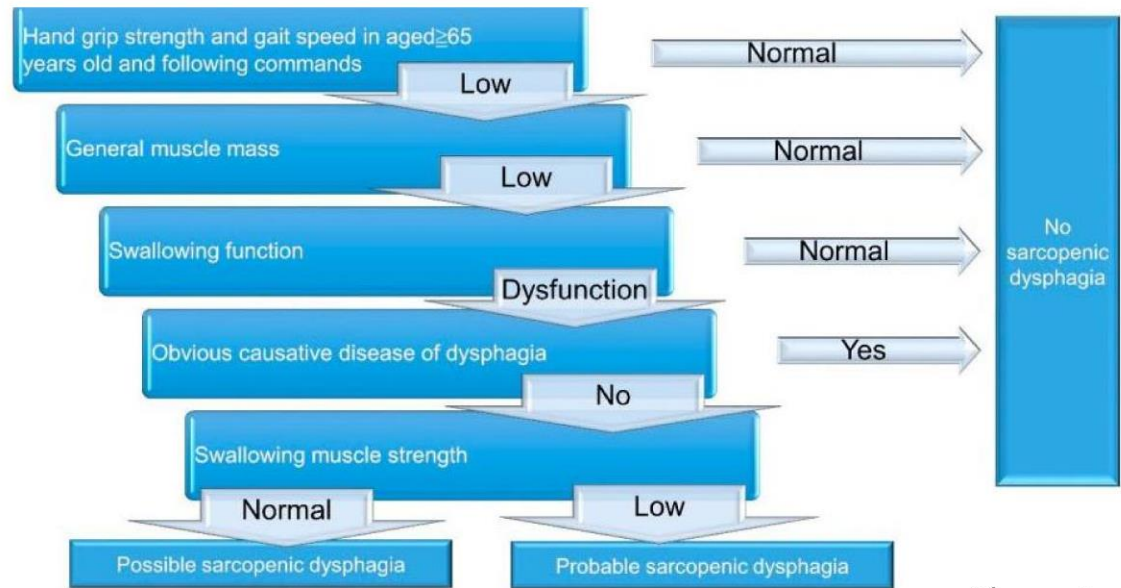 Hand grip strength and gait speed in aged≧65
years old and following commands
Normal
Low
General muscle mass
Normal
Low
Swallowing function
Normal
No
sarcopenic
dysphagia
Dysfunction
Obvious causative disease of dysphagia
Yes
No
Swallowing muscle strength
Normal
Low
Possible sarcopenic dysphagia
Probable sarcopenic dysphagia